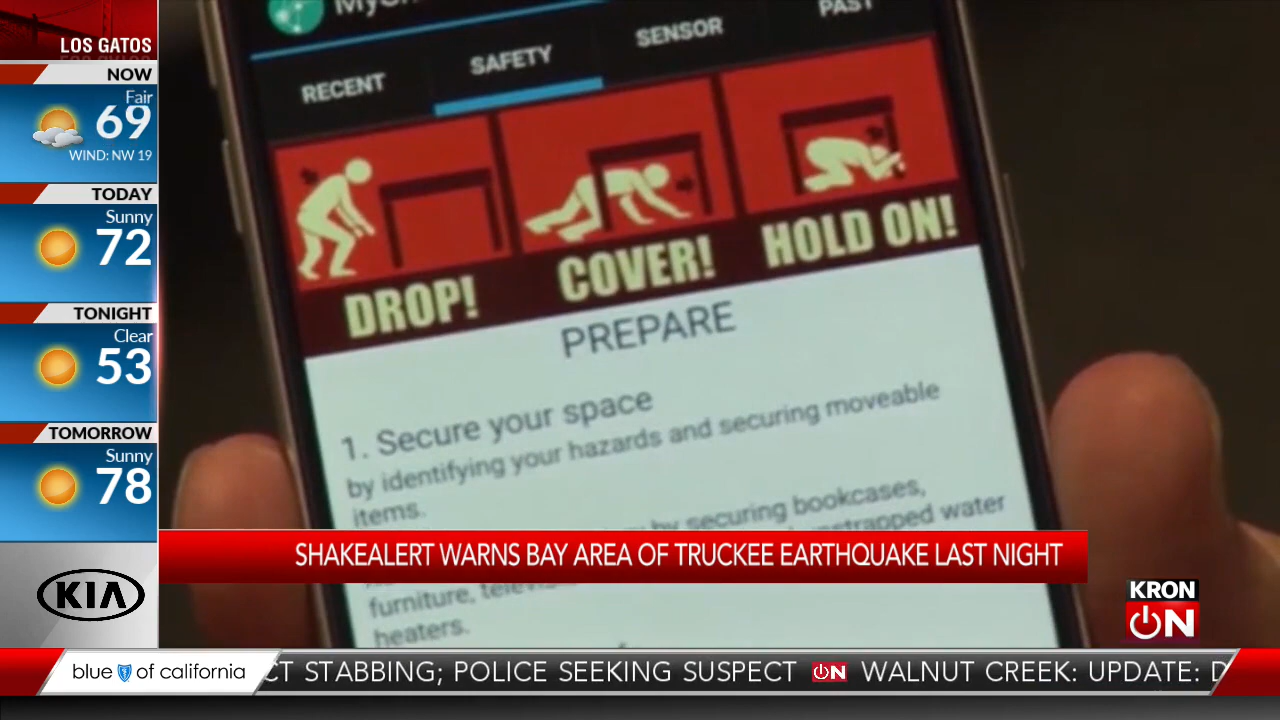 LOS GATOS
NOW
Fair
69
WIND: NW 19
TODAY
Sunny
72
TONIGHT
Clear
53
TOMORROW
Sunny
78
KIA
RECENT
SAFETY
SENSOR
PAST
DROP!
COVER!
HOLD ON!
PREPARE
1. Secure your space
by identifying your hazards and securing moveable
items.
by securing bookcases,
water
furniture,
heaters.
SHAKEALERT WARNS BAY AREA OF TRUCKEE EARTHQUAKE LAST NIGHT
KRON
ON
blue of california
CT STABBING; POLICE SEEKING SUSPECT ON WALNUT CREEK: UPDATE: D